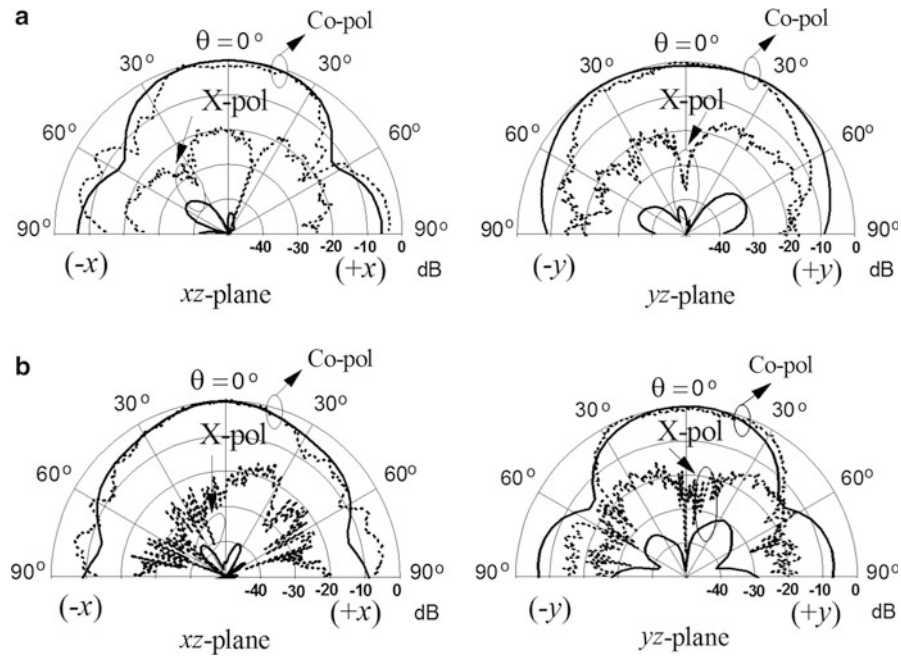 a
Co-pol
θ = 0°
30° 30°
X-pol
60° 60°
90° 90°
-40 -30 -20 -10 0
(-x) (+x) dB
xz-plane
Co-pol
θ = 0°
30° 30°
X-pol
60° 60°
90° 90°
-40 -30 -20 -10 0
(-y) (+y) dB
yz-plane
b
Co-pol
θ = 0°
30° 30°
X-pol
60° 60°
90° 90°
-40 -30 -20 -10 0
(-x) (+x) dB
xz-plane
Co-pol
θ = 0°
30° 30°
X-pol
60° 60°
90° 90°
-40 -30 -20 -10 0
(-y) (+y) dB
yz-plane